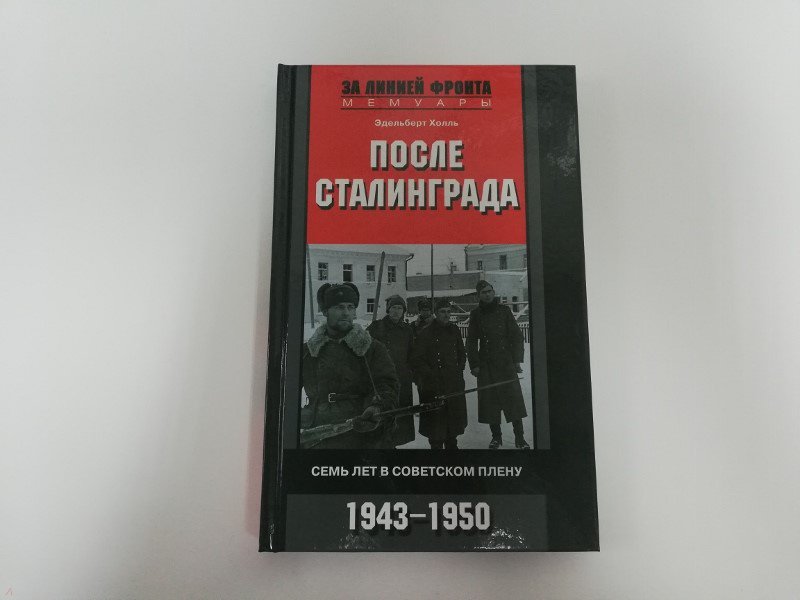 ЗА ЛИНИЕЙ ФРОНТА
МЕМУАРЫ
Эдельберт Холль
ПОСЛЕ
СТАЛИНГРАДА
СЕМЬ ЛЕТ В СОВЕТСКОМ ПЛЕНУ
1943–1950